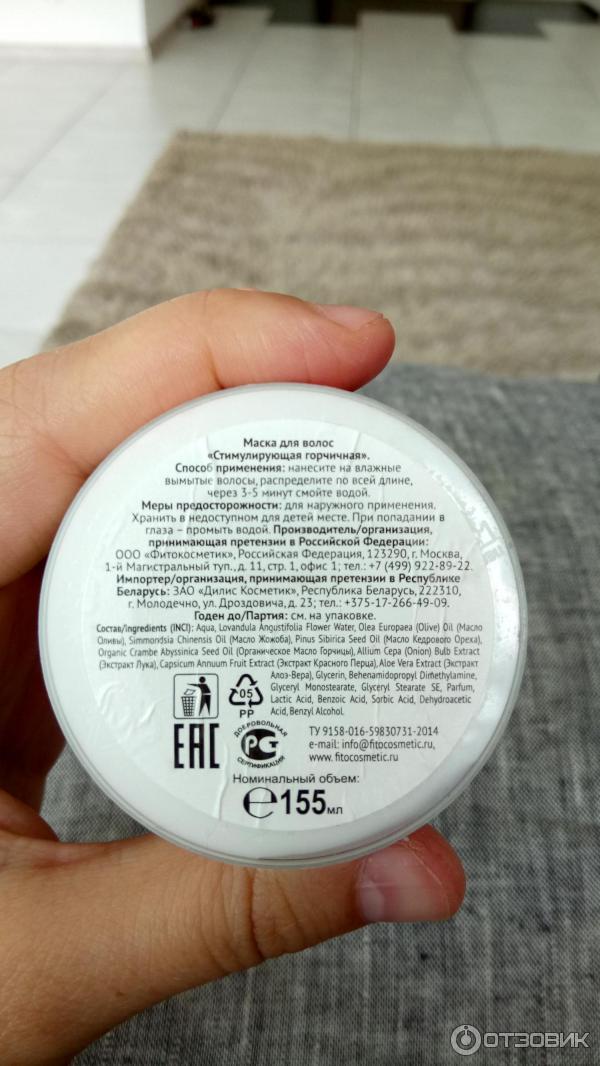 Маска для волос
«Стимулирующая горчичная».
Способ применения: нанесите на влажные
вымытые волосы, распределите по всей длине,
через 3-5 минут смойте водой.
Меры предосторожности: для наружного применения.
Хранить в недоступном для детей месте. При попадании в
глаза – промыть водой. Производитель/организация,
принимающая претензии в Российской Федерации:
ООО «Фитокосметик», Российская Федерация, 123290, г. Москва,
1-й Магистральный туп., д. 11, стр. 1, офис 1; тел.: +7 (499) 922-89-22.
Импортер/организация, принимающая претензии в Республике
Беларусь: ЗАО «Дилис Косметик», Республика Беларусь, 222310,
г. Молодечно, ул. Дроздовича, д. 23; тел.: +375-17-266-49-09.
Годен до/Партия: см. на упаковке.
Состав/Ingredients (INCI): Aqua, Lovandula Angustifolia Flower Water, Olea Europaea (Olive) Oil (Масло
Оливы), Simmondsia Chinensis Oil (Масло Жожоба), Pinus Sibirica Seed Oil (Масло Кедрового Ореха),
Organic Crambe Abyssinica Seed Oil (Органическое Масло Горчицы), Allium Cepa (Onion) Bulb Extract
(Экстракт Лука), Capsicum Annuum Fruit Extract (Экстракт Красного Перца), Aloe Vera Extract (Экстракт
Алоэ-Вера), Glycerin, Behenamidopropyl Dimethylamine,
Glyceryl Monostearate, Glyceryl Stearate SE, Parfum,
Lactic Acid, Benzoic Acid, Sorbic Acid, Dehydroacetic
Acid, Benzyl Alcohol.
05
PP
EAC
ДОБРОВОЛЬНАЯ
РСТ
СЕРТИФИКАЦИЯ
ТУ 9158-016-59830731-2014
e-mail: info@fitocosmetic.ru,
www.fitocosmetic.ru
Номинальный объем:
℮155мл
ОТЗОВИК